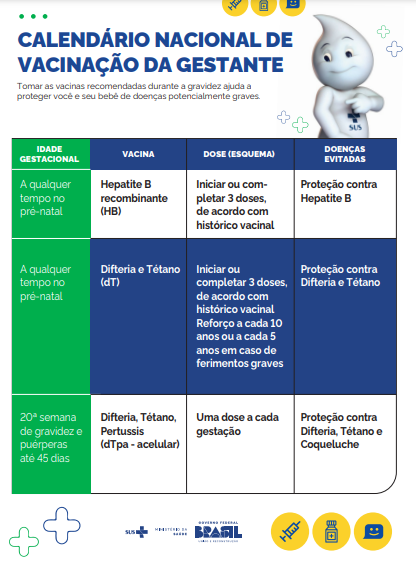 CALENDÁRIO NACIONAL DE
VACINAÇÃO DA GESTANTE
Tomar as vacinas recomendadas durante a gravidez ajuda a
proteger você e seu bebê de doenças potencialmente graves.
SUS
IDADE
GESTACIONAL
VACINA
DOSE (ESQUEMA)
DOENÇAS
EVITADAS
A qualquer
tempo no
pré-natal
Hepatite B
recombinante
(HB)
Iniciar ou com-
pletar 3 doses,
de acordo com
histórico vacinal
Proteção contra
Hepatite B
A qualquer
tempo no
pré-natal
Difteria e Tétano
(dT)
Iniciar ou
completar 3 doses,
de acordo com
histórico vacinal
Reforço a cada 10
anos ou a cada 5
anos em caso de
ferimentos graves
Proteção contra
Difteria e Tétano
20ª semana
de gravidez e
puérperas
até 45 dias
Difteria, Tétano,
Pertussis
(dTpa - acelular)
Uma dose a cada
gestação
Proteção contra
Difteria, Tétano e
Coqueluche
SUS
MINISTÉRIO DA
SAÚDE
GOVERNO FEDERAL
BRASIL
UNIÃO E RECONSTRUÇÃO